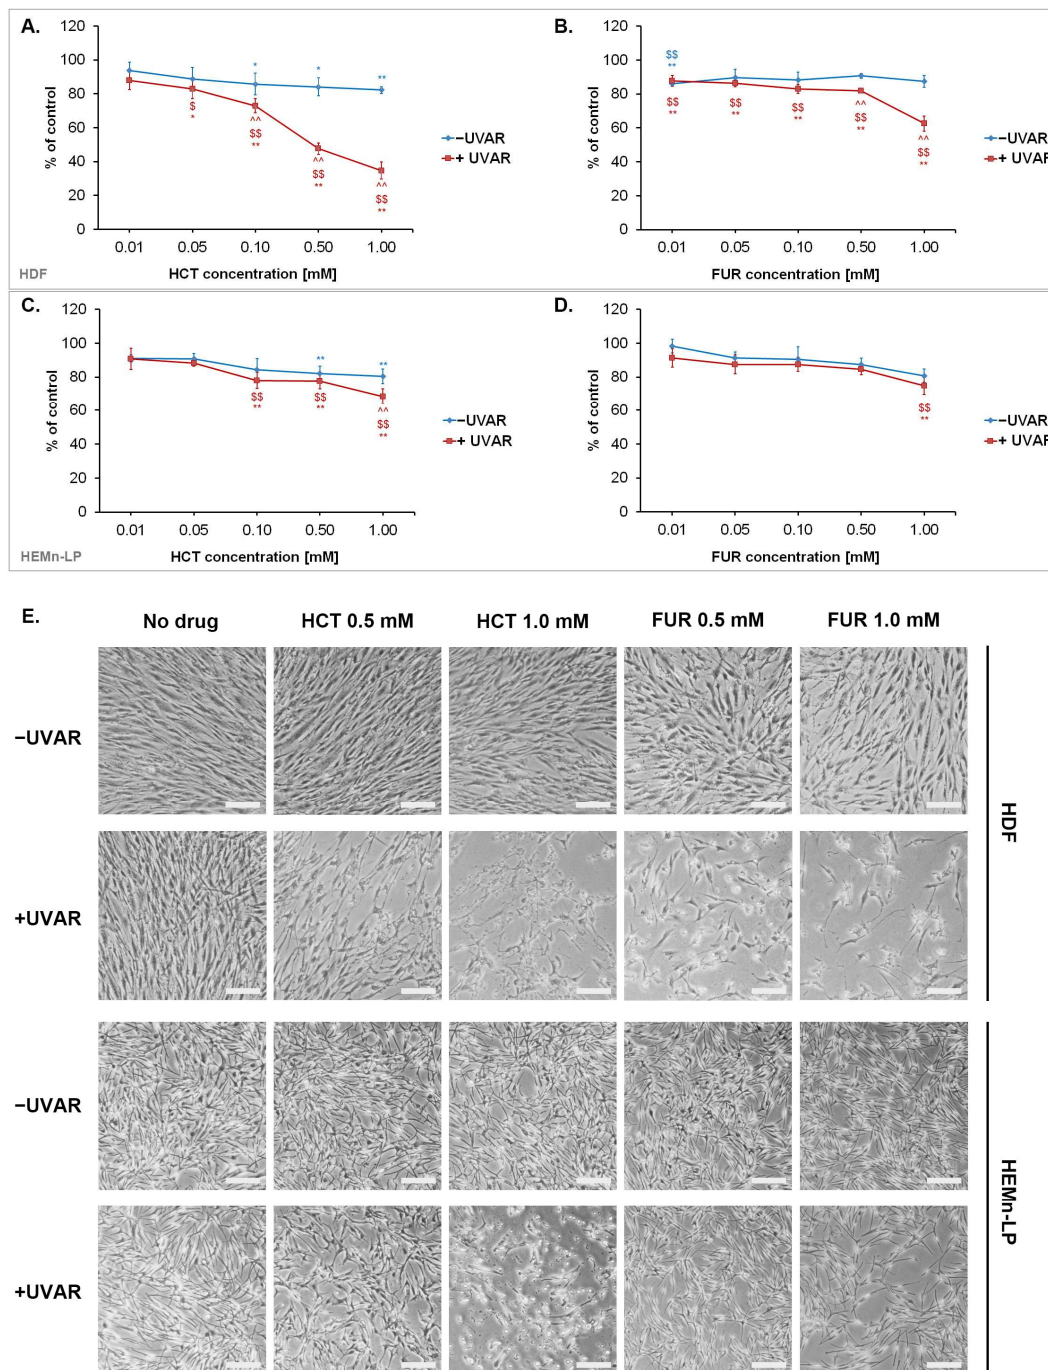 A.
120
100
80
60
40
20
0
% of control
* * **
$
*
^^
$$
**
^^
$$
**
^^
$$
**
–UVAR
+ UVAR
0.01 0.05 0.10 0.50 1.00
HCT concentration [mM]
HDF
B.
120
100
80
60
40
20
0
% of control
$$
**
$$
**
$$
**
$$
**
^^
$$
**
^^
$$
**
–UVAR
+ UVAR
0.01 0.05 0.10 0.50 1.00
FUR concentration [mM]
C.
120
100
80
60
40
20
0
% of control
** **
$$
**
$$
**
^^
$$
**
–UVAR
+ UVAR
0.01 0.05 0.10 0.50 1.00
HCT concentration [mM]
HEMn-LP
D.
120
100
80
60
40
20
0
% of control
$$
**
–UVAR
+ UVAR
0.01 0.05 0.10 0.50 1.00
FUR concentration [mM]
E.
No drug HCT 0.5 mM HCT 1.0 mM FUR 0.5 mM FUR 1.0 mM
–UVAR
+UVAR
HDF
–UVAR
+UVAR
HEMn-LP